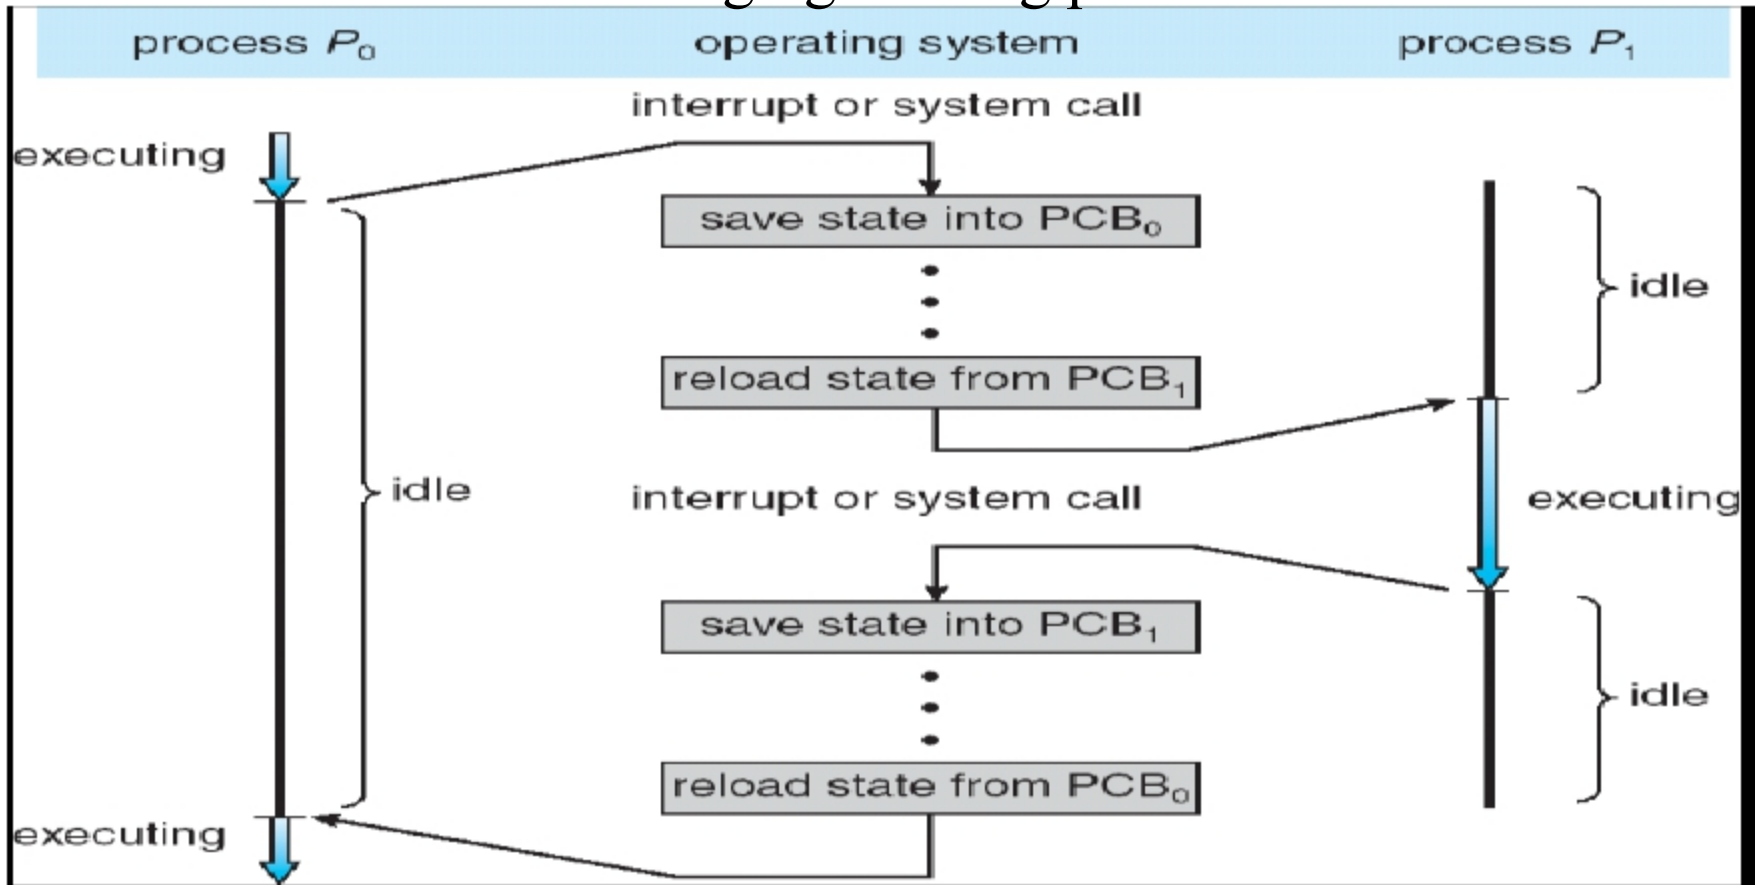 process P₀ operating system process P₁
interrupt or system call
executing
save state into PCB₀
idle
reload state from PCB₁
idle
interrupt or system call
executing
save state into PCB₁
idle
reload state from PCB₀
executing